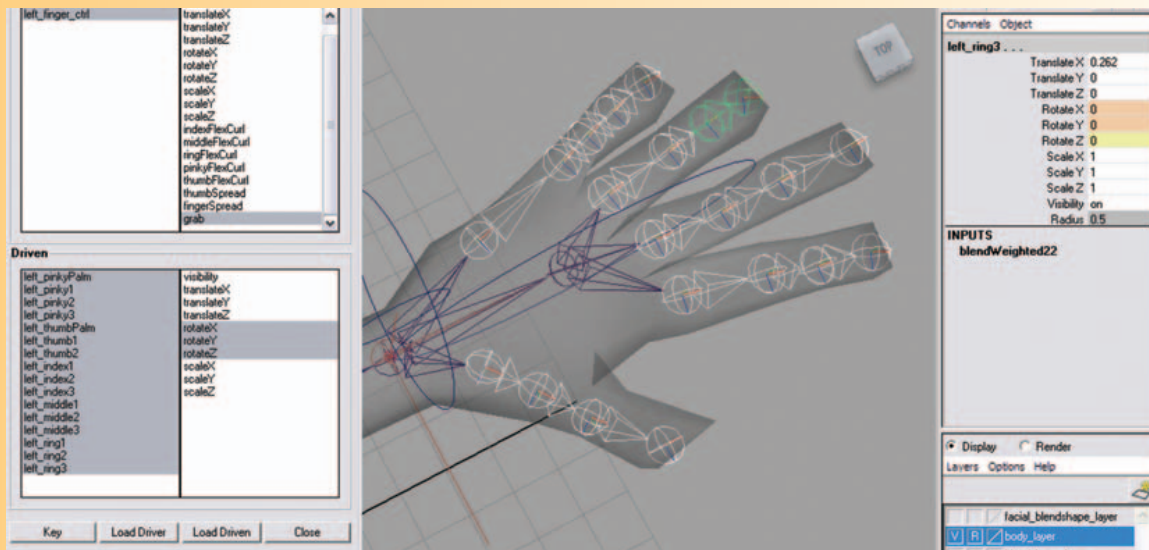 left_finger_ctrl
translateX
translateY
translateZ
rotateX
rotateY
rotateZ
scaleX
scaleY
scaleZ
indexFlexCurl
middleFlexCurl
ringFlexCurl
pinkyFlexCurl
thumbFlexCurl
thumbSpread
fingerSpread
grab
Driven
left_pinkyPalm
left_pinky1
left_pinky2
left_pinky3
left_thumbPalm
left_thumb1
left_thumb2
left_index1
left_index2
left_index3
left_middle1
left_middle2
left_middle3
left_ring1
left_ring2
left_ring3
visibility
translateX
translateY
translateZ
rotateX
rotateY
rotateZ
scaleX
scaleY
scaleZ
Key Load Driver Load Driven Close
TOP
Channels Object
left_ring3 . . .
Translate X 0.262
Translate Y 0
Translate Z 0
Rotate X 0
Rotate Y 0
Rotate Z 0
Scale X 1
Scale Y 1
Scale Z 1
Visibility on
Radius 0.5
INPUTS
blendWeighted22
Display Render
Layers Options Help
facial_blendshape_layer
V R body_layer